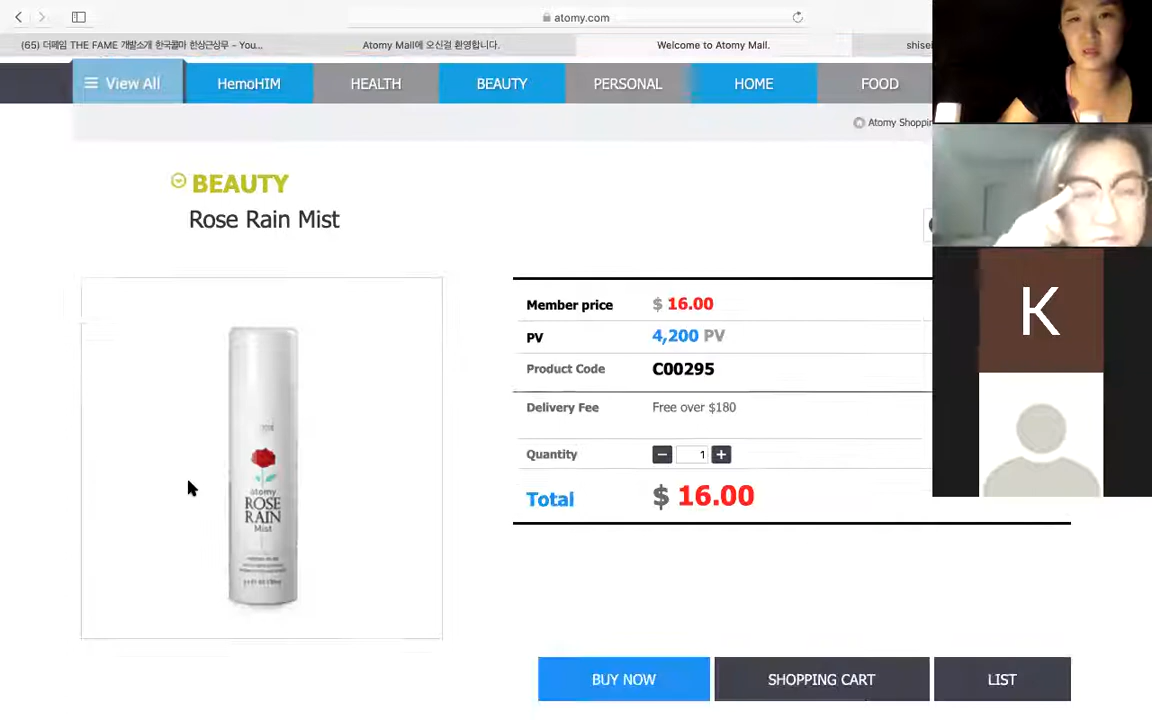 atomy.com
(65) 더페임 THE FAME 개발소개 한국콜마 한상근상무 - You...
Atomy Mall에 오신걸 환영합니다.
Welcome to Atomy Mall.
shisei
View All
HemoHIM
HEALTH
BEAUTY
PERSONAL
HOME
FOOD
Atomy Shoppin
BEAUTY
Rose Rain Mist
Member price $ 16.00
PV 4,200 PV
Product Code C00295
Delivery Fee Free over $180
Quantity 1
Total $ 16.00
atomy
ROSE
RAIN
Mist
K
BUY NOW
SHOPPING CART
LIST